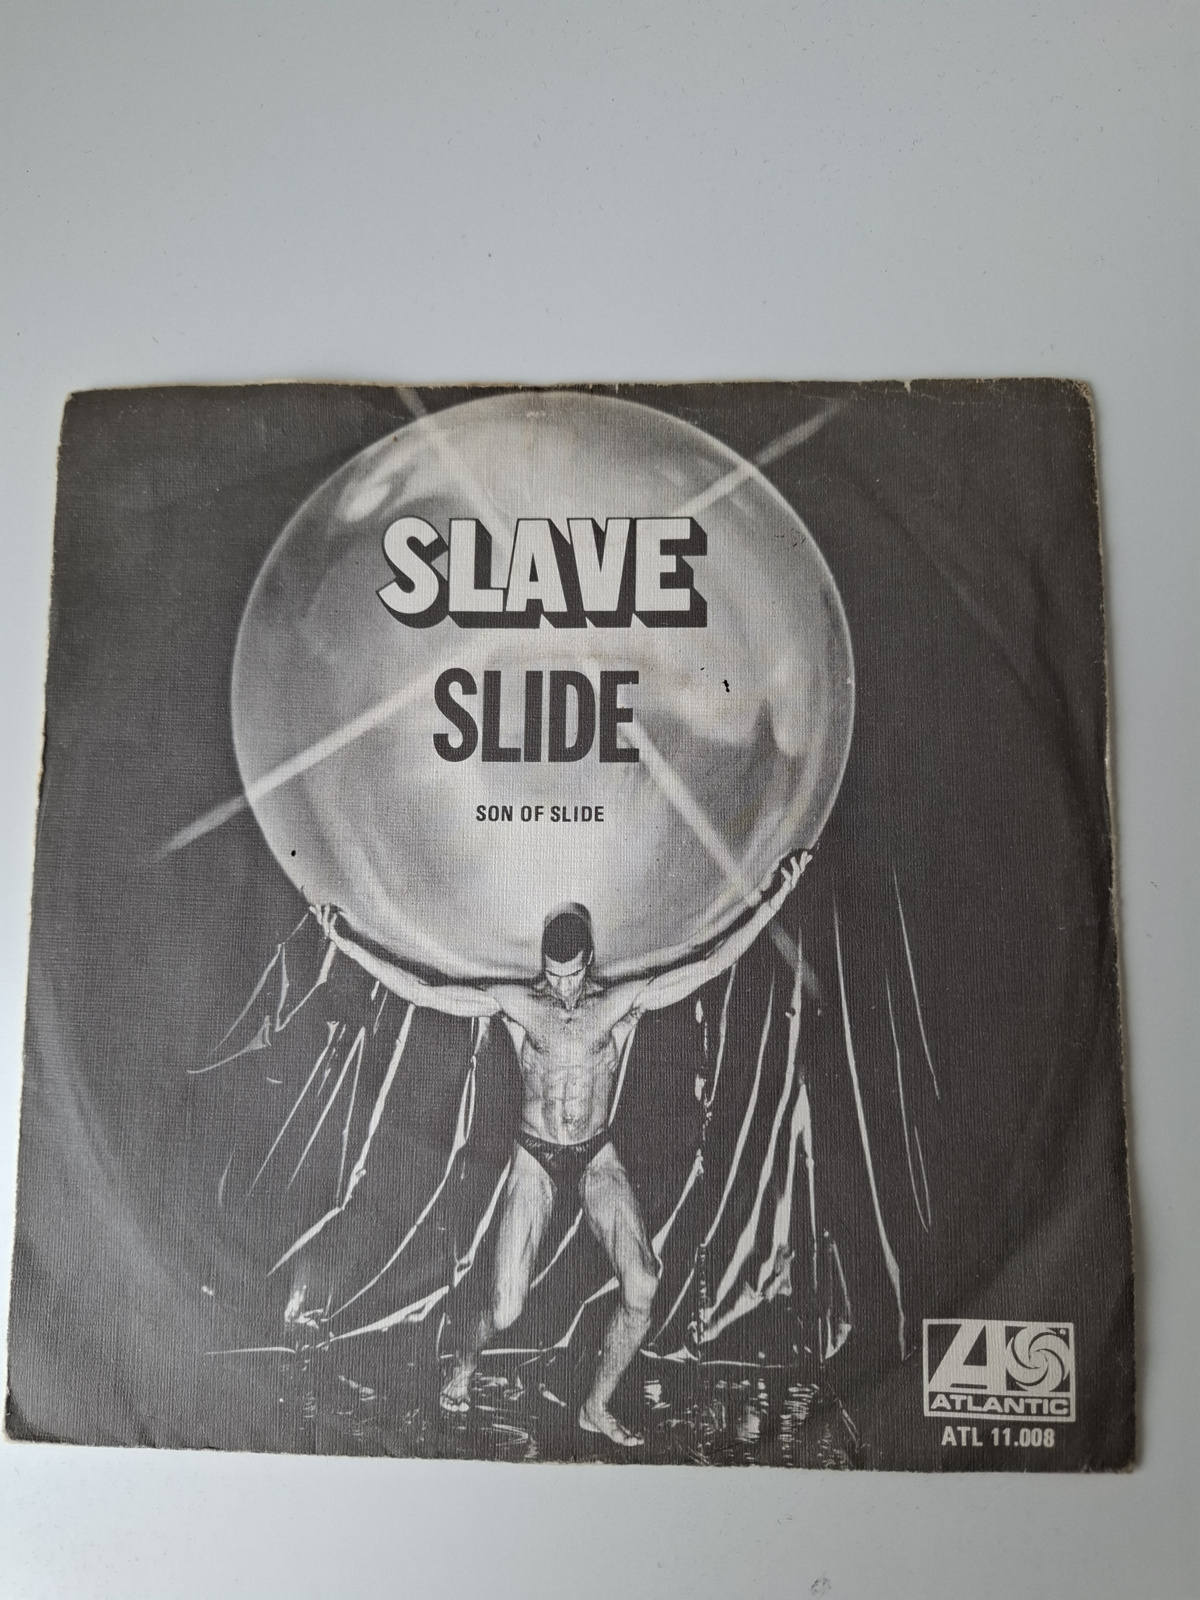 SLAVE
SLIDE
SON OF SLIDE
ATLANTIC
ATL 11.008